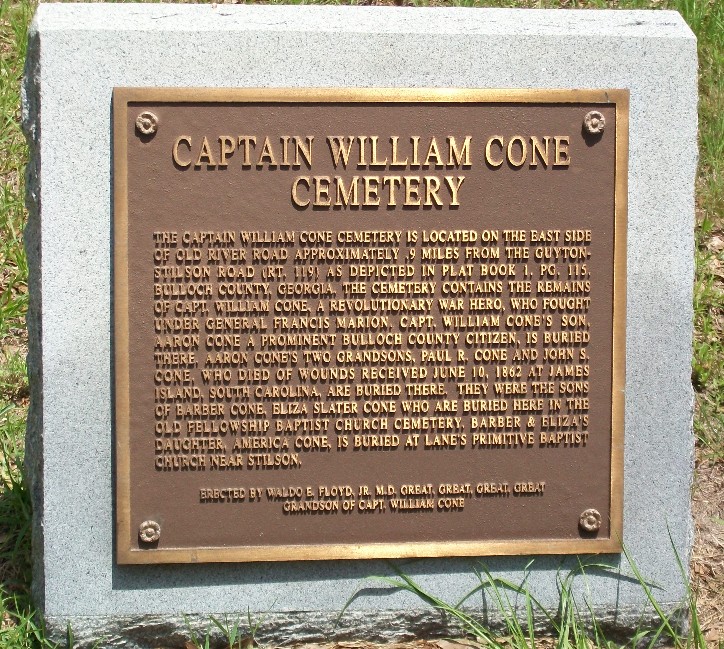 CAPTAIN WILLIAM CONE
CEMETERY
THE CAPTAIN WILLIAM CONE CEMETERY IS LOCATED ON THE EAST SIDE
OF OLD RIVER ROAD APPROXIMATELY .9 MILES FROM THE GUYTON-
STILSON ROAD (RT. 119) AS DEPICTED IN PLAT BOOK 1, PG. 115,
BULLOCH COUNTY, GEORGIA. THE CEMETERY CONTAINS THE REMAINS
OF CAPT. WILLIAM CONE, A REVOLUTIONARY WAR HERO, WHO FOUGHT
UNDER GENERAL FRANCIS MARION. CAPT. WILLIAM CONE'S SON,
AARON CONE A PROMINENT BULLOCH COUNTY CITIZEN, IS BURIED
THERE. AARON CONE'S TWO GRANDSONS, PAUL R. CONE AND JOHN S.
CONE, WHO DIED OF WOUNDS RECEIVED JUNE 10, 1862 AT JAMES
ISLAND, SOUTH CAROLINA, ARE BURIED THERE. THEY WERE THE SONS
OF BARBER CONE, ELIZA SLATER CONE WHO ARE BURIED HERE IN THE
OLD FELLOWSHIP BAPTIST CHURCH CEMETERY. BARBER & ELIZA'S
DAUGHTER, AMERICA CONE, IS BURIED AT LANE'S PRIMITIVE BAPTIST
CHURCH NEAR STILSON.
ERECTED BY WALDO E. FLOYD, JR. M.D. GREAT, GREAT, GREAT, GREAT
GRANDSON OF CAPT. WILLIAM CONE